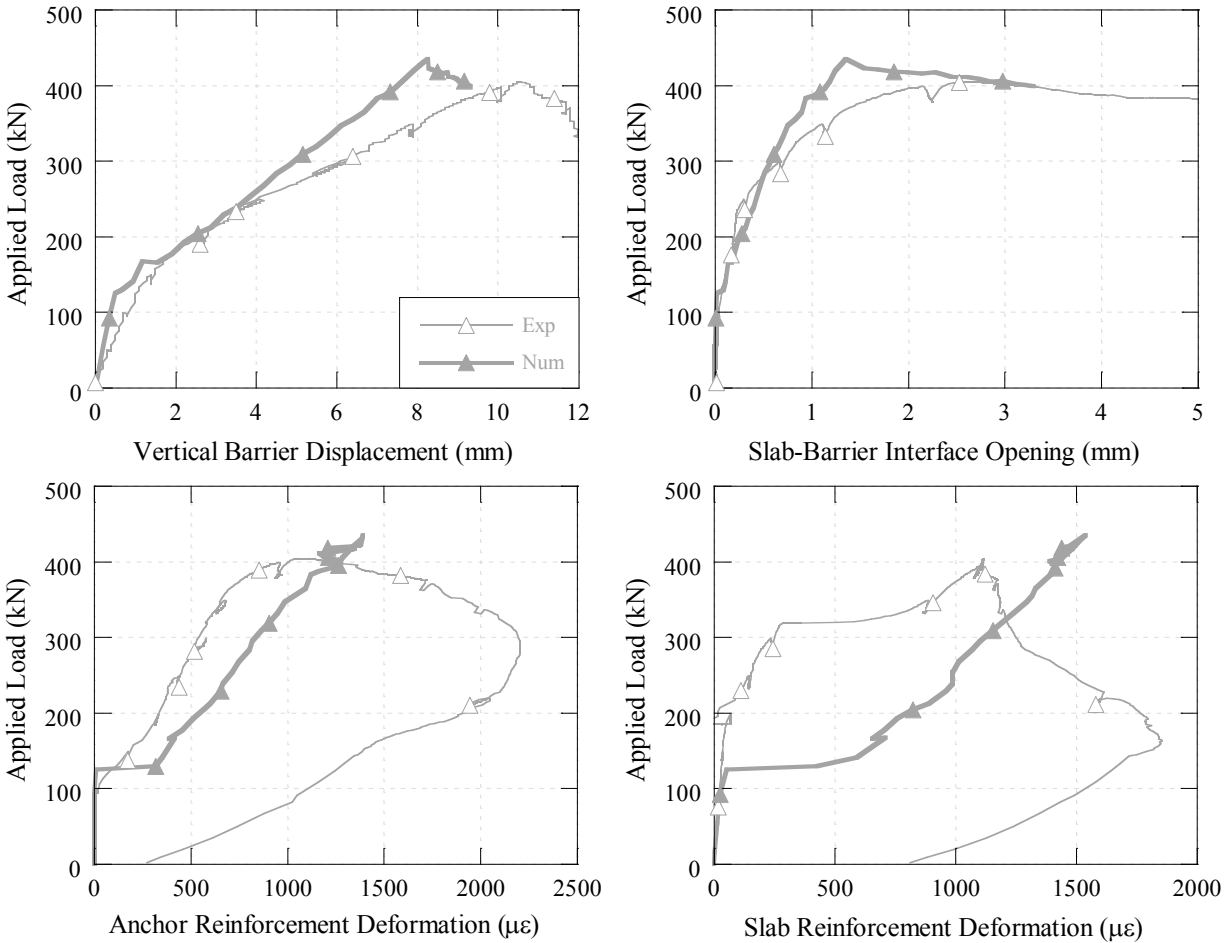 500
400
300
200
100
0
Applied Load (kN)
0 2 4 6 8 10 12
Vertical Barrier Displacement (mm)
Exp
Num
500
400
300
200
100
0
Applied Load (kN)
0 1 2 3 4 5
Slab-Barrier Interface Opening (mm)
500
400
300
200
100
0
Applied Load (kN)
0 500 1000 1500 2000 2500
Anchor Reinforcement Deformation (με)
500
400
300
200
100
0
Applied Load (kN)
0 500 1000 1500 2000
Slab Reinforcement Deformation (με)